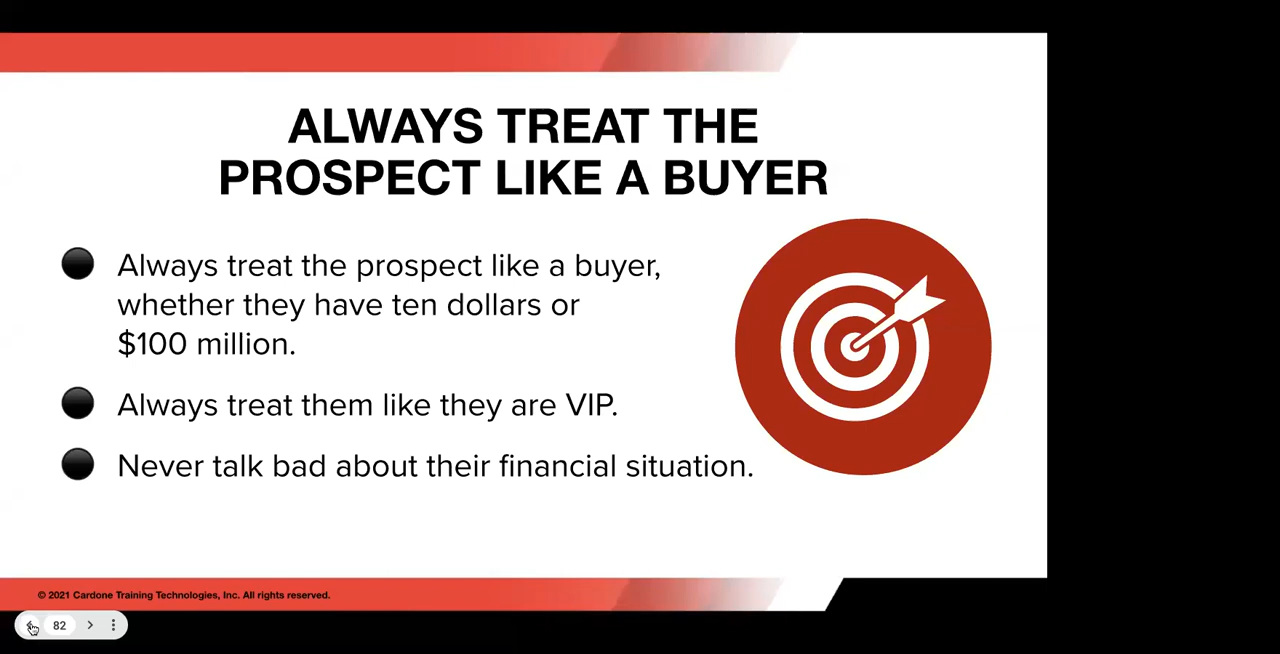 ALWAYS TREAT THE
PROSPECT LIKE A BUYER
Always treat the prospect like a buyer,
whether they have ten dollars or
$100 million.
Always treat them like they are VIP.
Never talk bad about their financial situation.
© 2021 Cardone Training Technologies, Inc. All rights reserved.
82